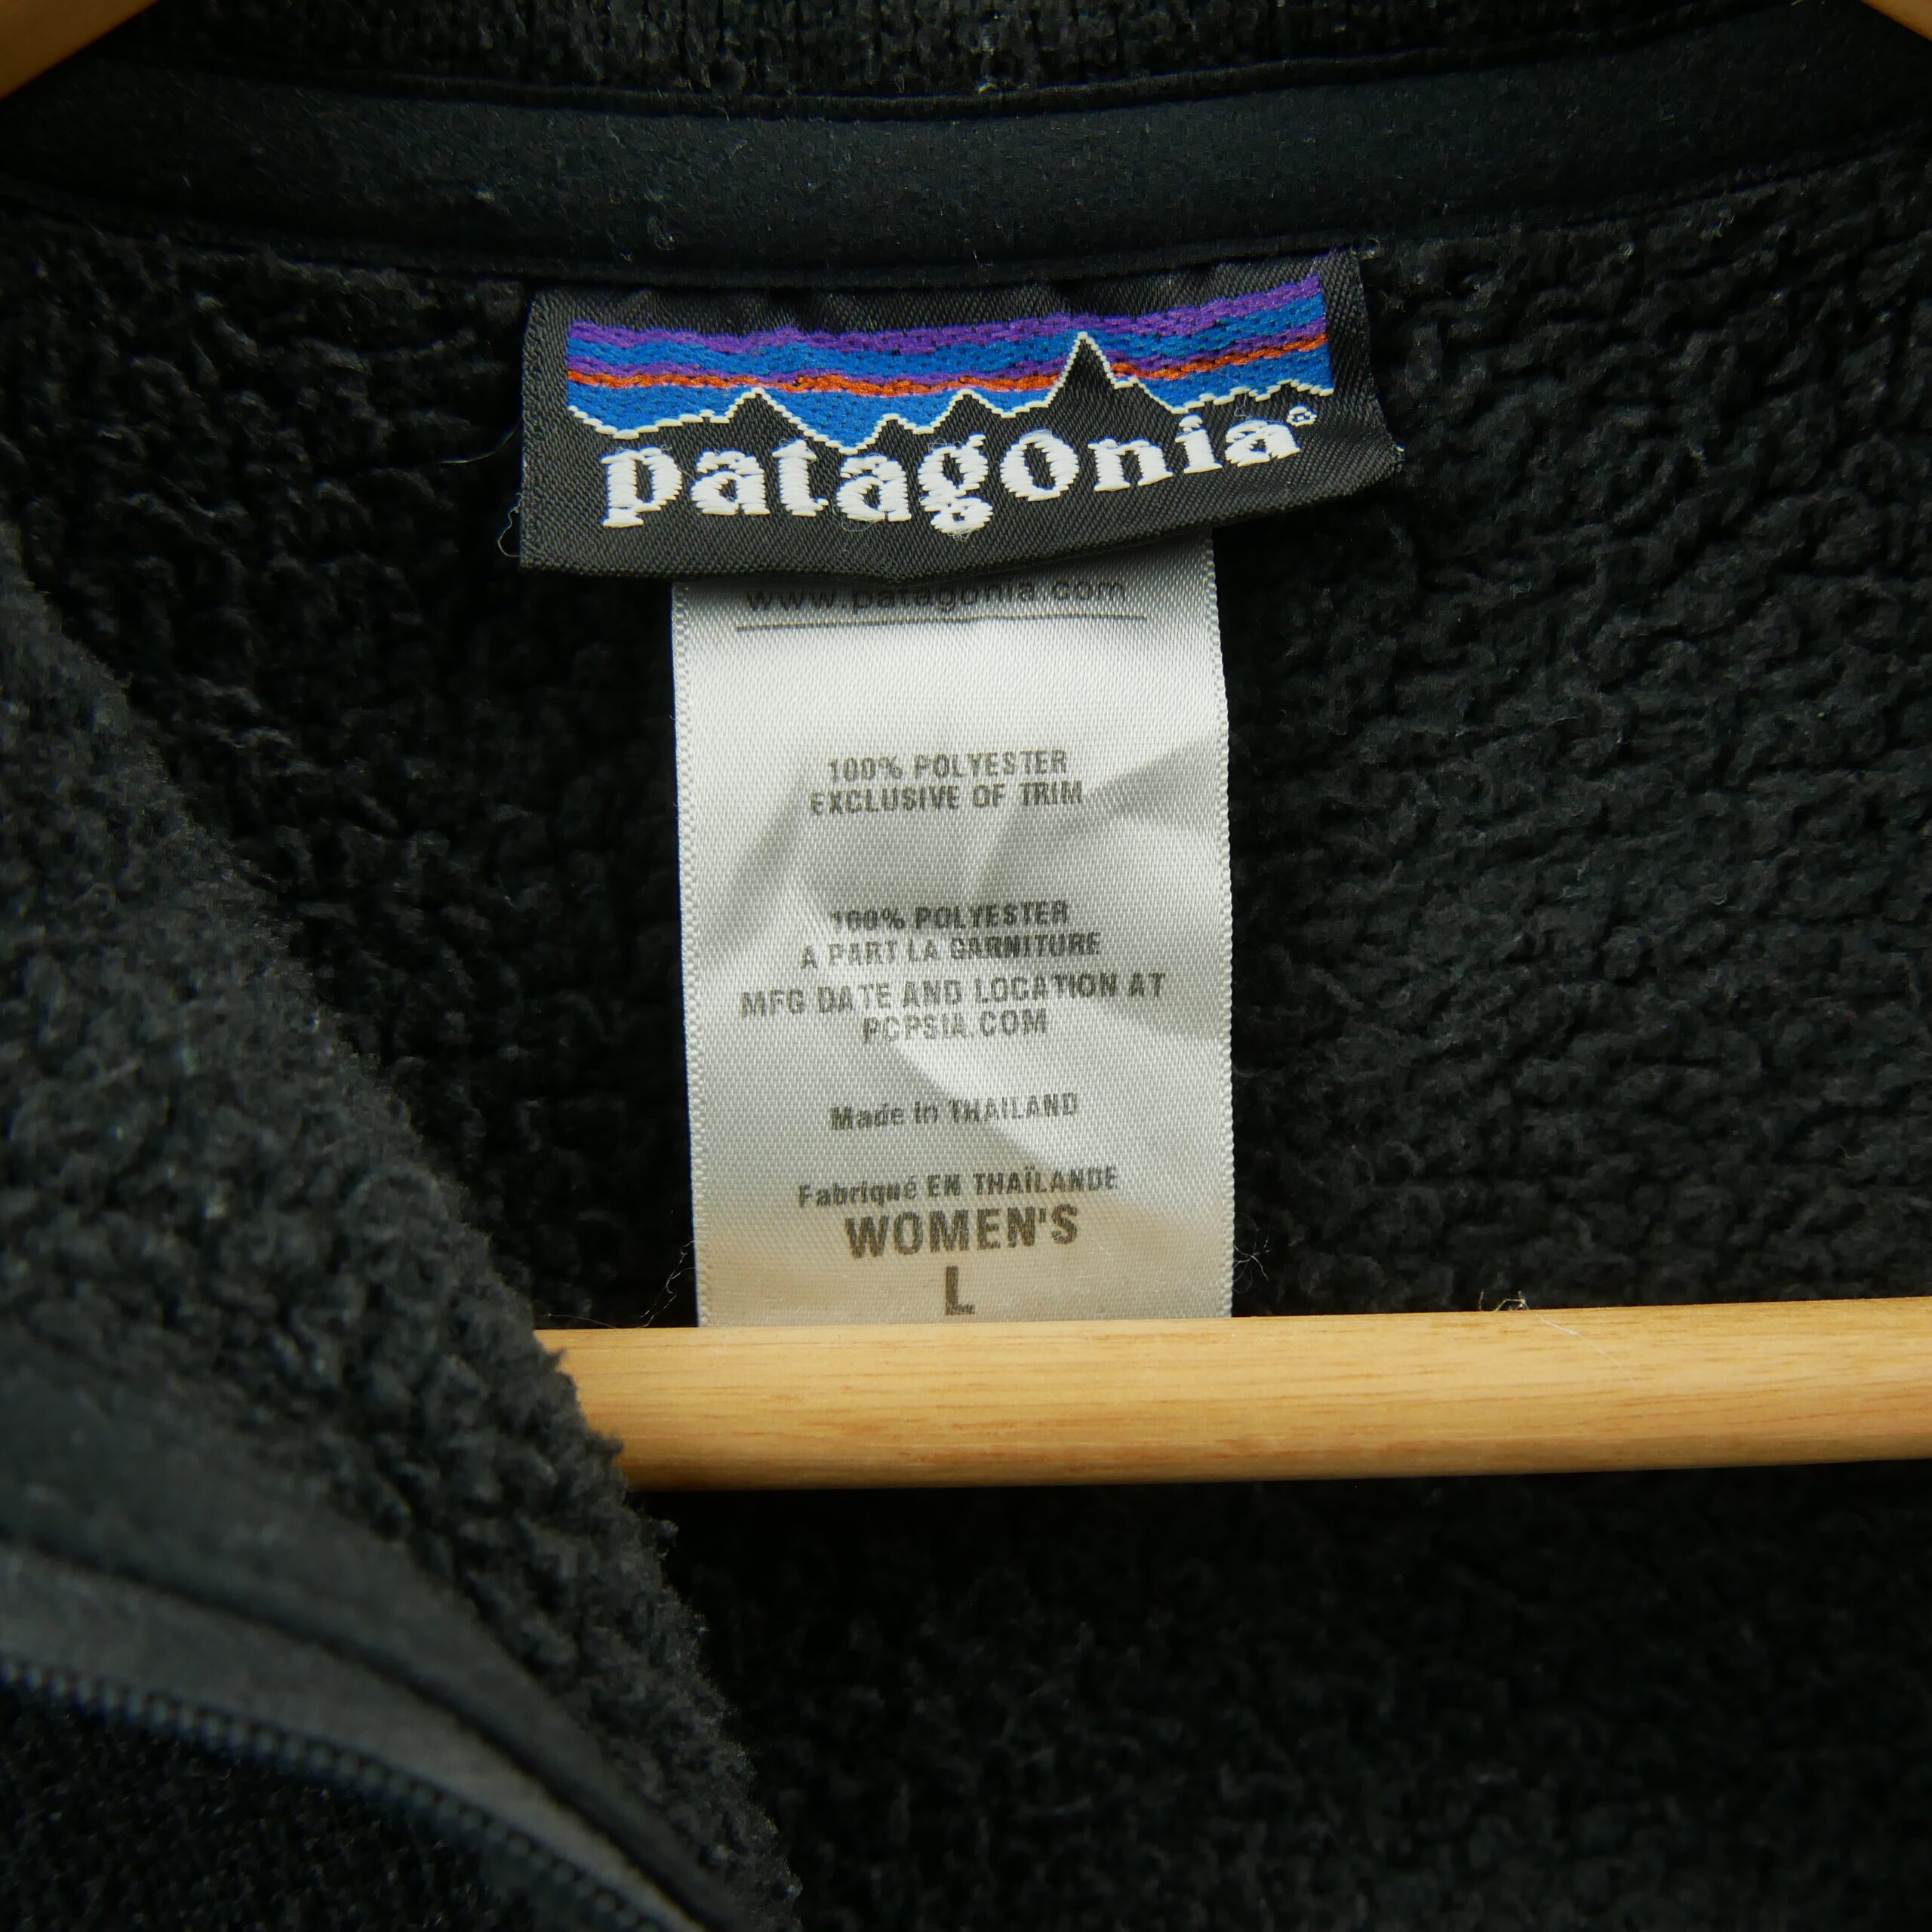 patagonia®
www.patagonia.com
100% POLYESTER
EXCLUSIVE OF TRIM
100% POLYESTER
A PART LA GARNITURE
MFG DATE AND LOCATION AT
PCPSIA.COM
Made in THAILAND
Fabriqué EN THAÏLANDE
WOMEN'S
L